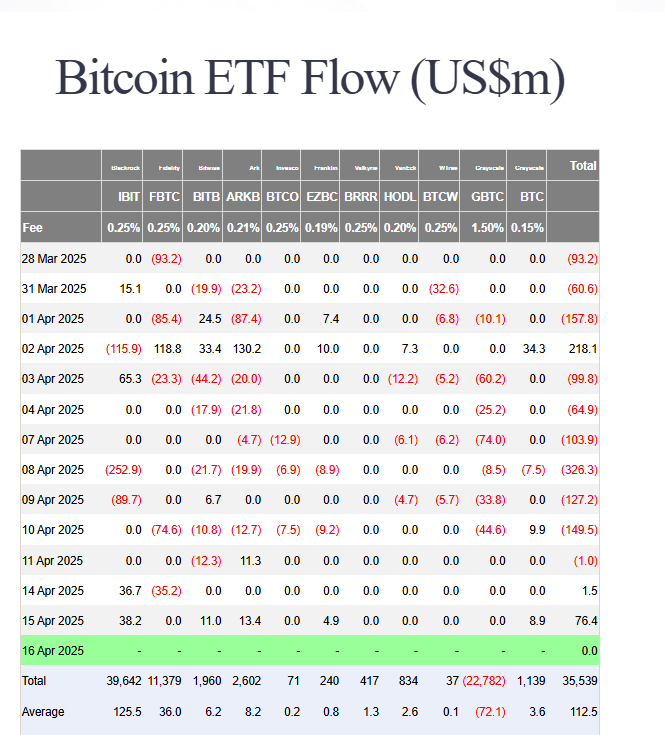 Bitcoin ETF Flow (US$m)
Blackrock Fidelity Bitwise Ark Invesco Franklin Valkyrie VanEck WTree Grayscale Grayscale Total
IBIT FBTC BITB ARKB BTCO EZBC BRRR HODL BTCW GBTC BTC
Fee 0.25% 0.25% 0.20% 0.21% 0.25% 0.19% 0.25% 0.20% 0.25% 1.50% 0.15%
28 Mar 2025 0.0 (93.2) 0.0 0.0 0.0 0.0 0.0 0.0 0.0 0.0 0.0 (93.2)
31 Mar 2025 15.1 0.0 (19.9) (23.2) 0.0 0.0 0.0 0.0 (32.6) 0.0 0.0 (60.6)
01 Apr 2025 0.0 (85.4) 24.5 (87.4) 0.0 7.4 0.0 0.0 (6.8) (10.1) 0.0 (157.8)
02 Apr 2025 (115.9) 118.8 33.4 130.2 0.0 10.0 0.0 7.3 0.0 0.0 34.3 218.1
03 Apr 2025 65.3 (23.3) (44.2) (20.0) 0.0 0.0 0.0 (12.2) (5.2) (60.2) 0.0 (99.8)
04 Apr 2025 0.0 0.0 (17.9) (21.8) 0.0 0.0 0.0 0.0 0.0 (25.2) 0.0 (64.9)
07 Apr 2025 0.0 0.0 0.0 (4.7) (12.9) 0.0 0.0 (6.1) (6.2) (74.0) 0.0 (103.9)
08 Apr 2025 (252.9) 0.0 (21.7) (19.9) (6.9) (8.9) 0.0 0.0 0.0 (8.5) (7.5) (326.3)
09 Apr 2025 (89.7) 0.0 6.7 0.0 0.0 0.0 0.0 (4.7) (5.7) (33.8) 0.0 (127.2)
10 Apr 2025 0.0 (74.6) (10.8) (12.7) (7.5) (9.2) 0.0 0.0 0.0 (44.6) 9.9 (149.5)
11 Apr 2025 0.0 0.0 (12.3) 11.3 0.0 0.0 0.0 0.0 0.0 0.0 0.0 (1.0)
14 Apr 2025 36.7 (35.2) 0.0 0.0 0.0 0.0 0.0 0.0 0.0 0.0 0.0 1.5
15 Apr 2025 38.2 0.0 11.0 13.4 0.0 4.9 0.0 0.0 0.0 0.0 8.9 76.4
16 Apr 2025 - - - - - - - - - - - 0.0
Total 39,642 11,379 1,960 2,602 71 240 417 834 37 (22,782) 1,139 35,539
Average 125.5 36.0 6.2 8.2 0.2 0.8 1.3 2.6 0.1 (72.1) 3.6 112.5